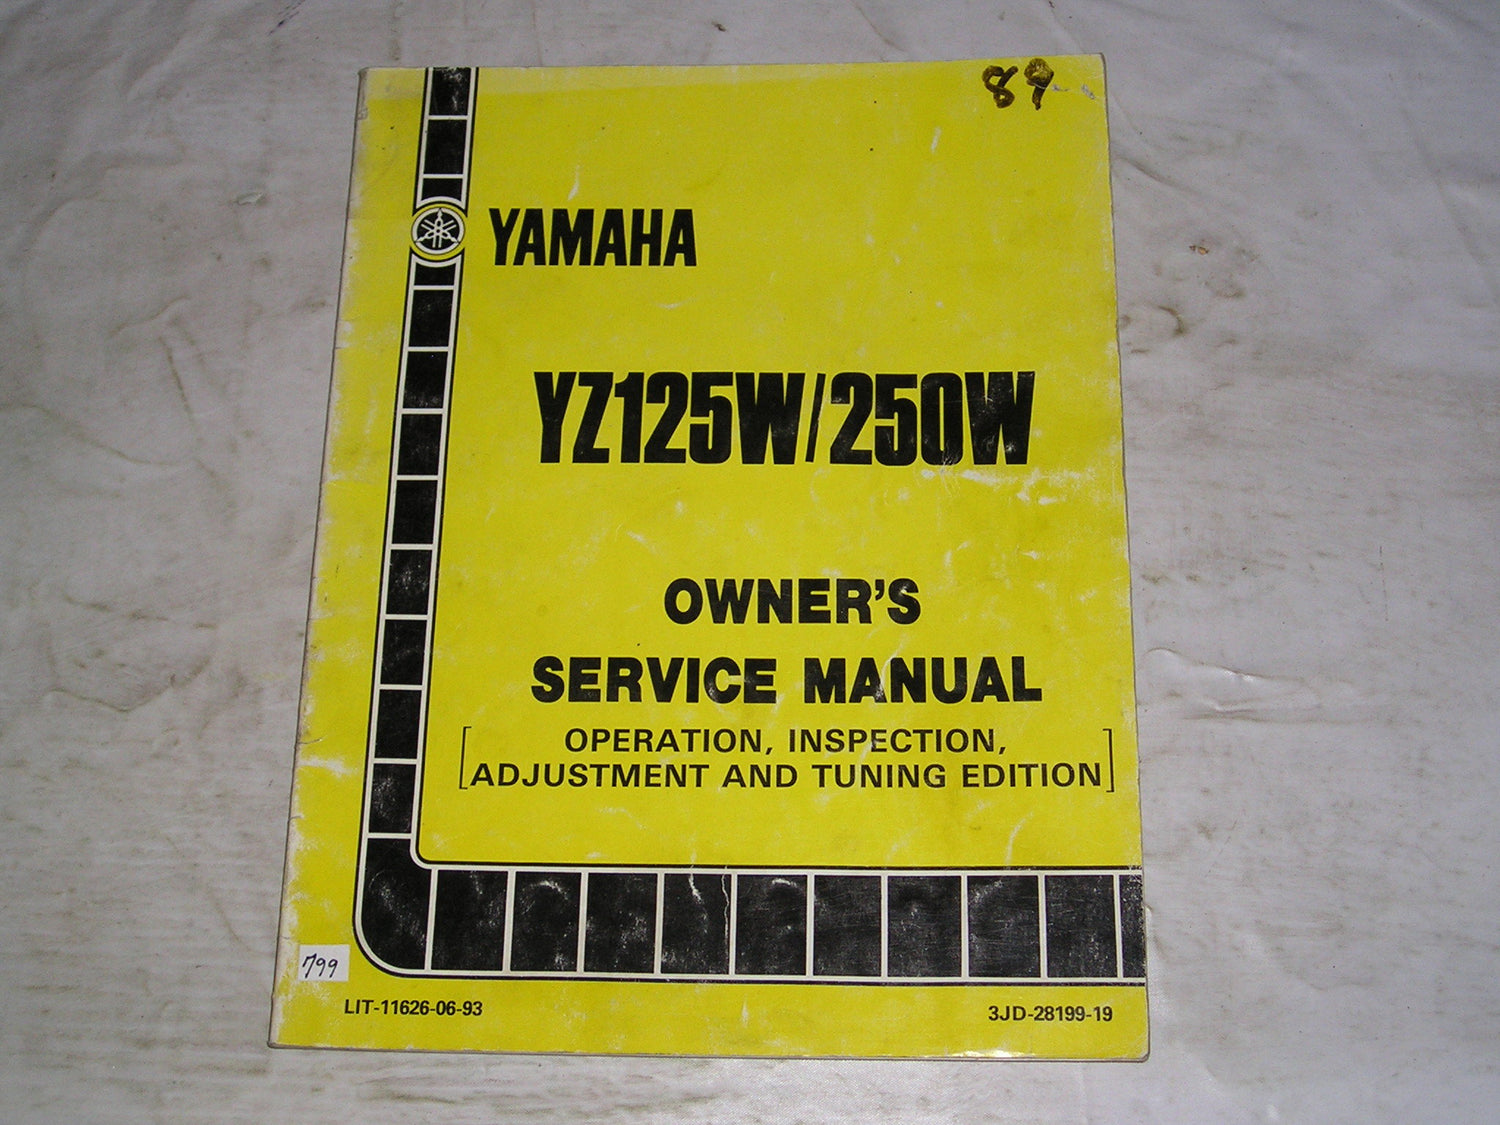 89
YAMAHA
YZ125W/250W
OWNER'S
SERVICE MANUAL
[OPERATION, INSPECTION,
ADJUSTMENT AND TUNING EDITION]
799
LIT-11626-06-93
3JD-28199-19